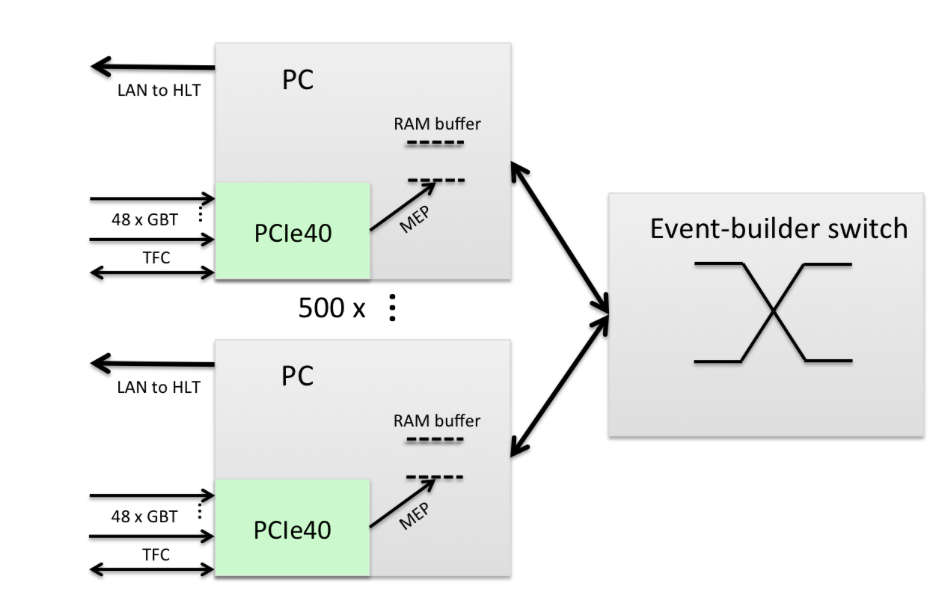 PC
LAN to HLT
RAM buffer
48 x GBT
PCIe40
MEP
TFC
500 x
Event-builder switch
PC
LAN to HLT
RAM buffer
48 x GBT
PCIe40
MEP
TFC